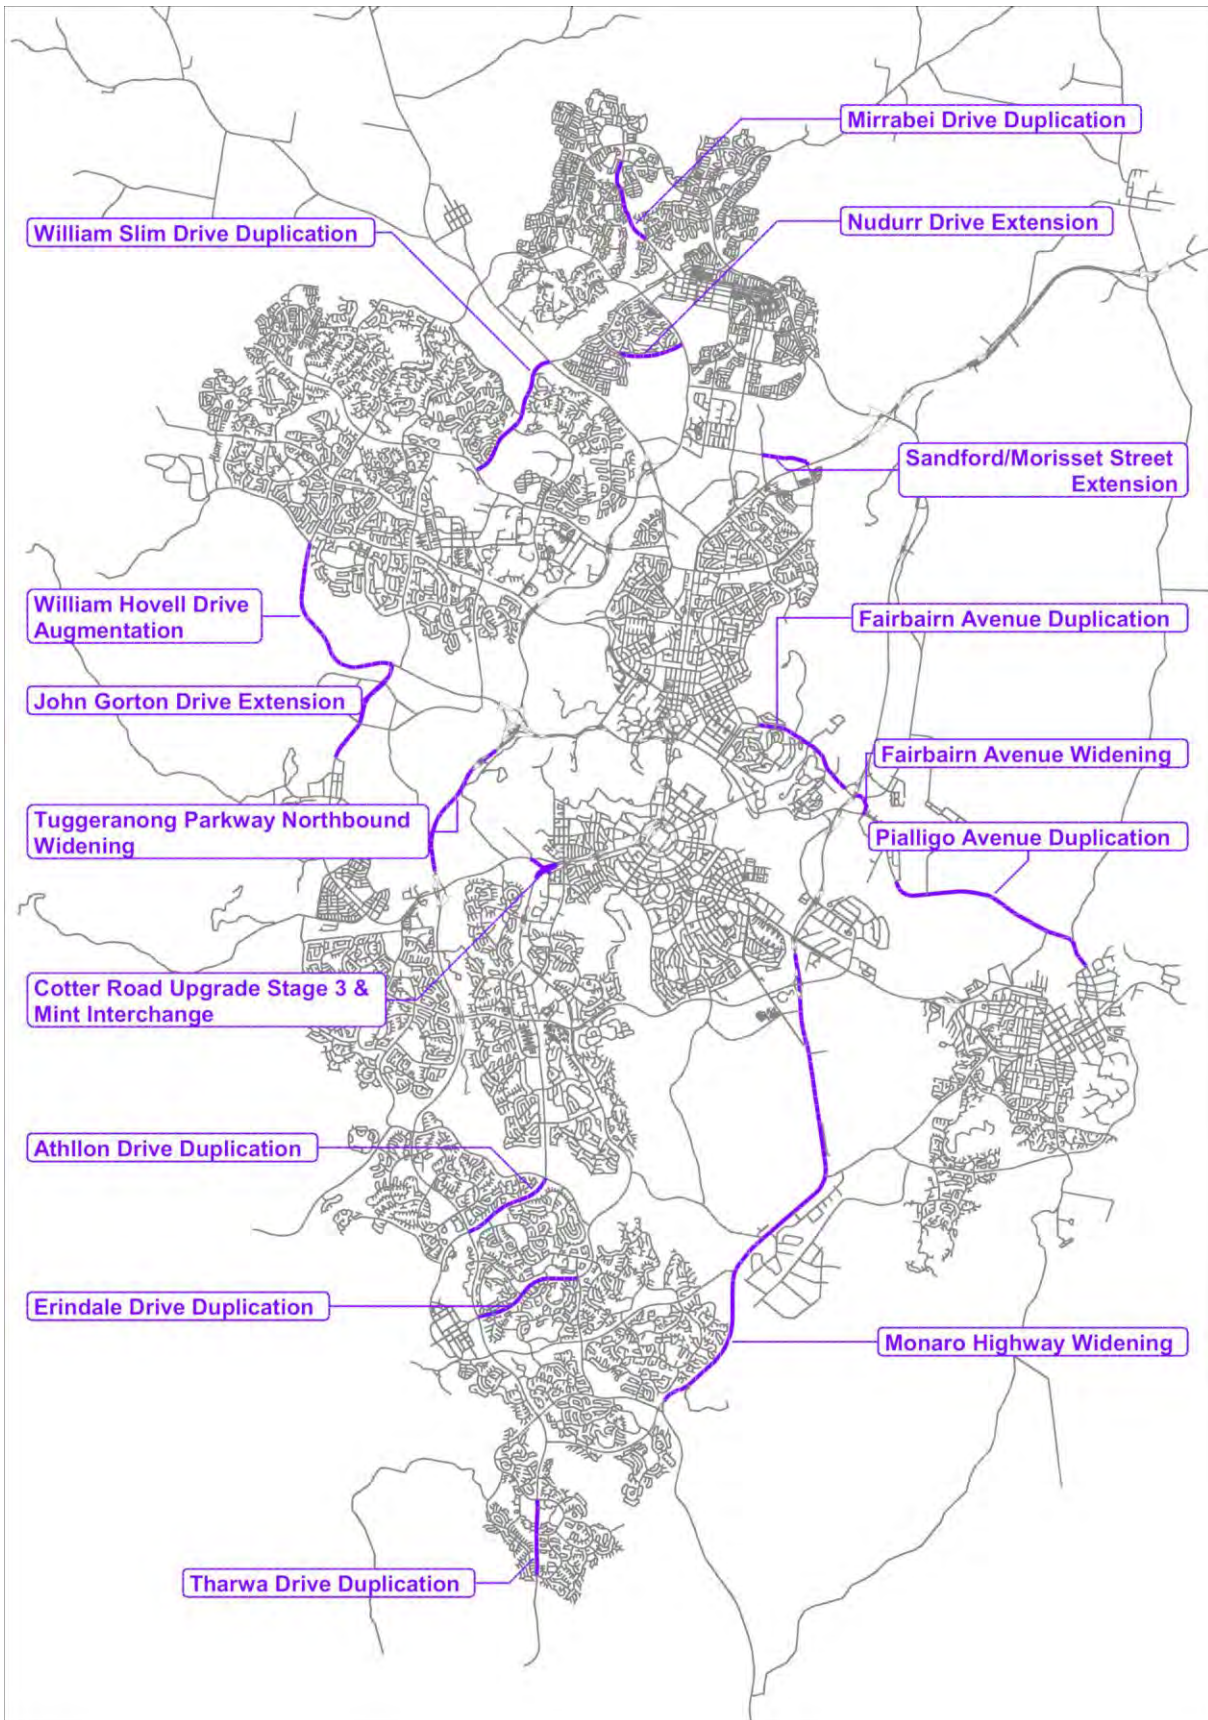 Mirrabei Drive Duplication
William Slim Drive Duplication
Nudurr Drive Extension
Sandford/Morisset Street
Extension
William Hovell Drive
Augmentation
Fairbairn Avenue Duplication
John Gorton Drive Extension
Fairbairn Avenue Widening
Tuggeranong Parkway Northbound
Widening
Pialligo Avenue Duplication
Cotter Road Upgrade Stage 3 &
Mint Interchange
Athllon Drive Duplication
Erindale Drive Duplication
Monaro Highway Widening
Tharwa Drive Duplication